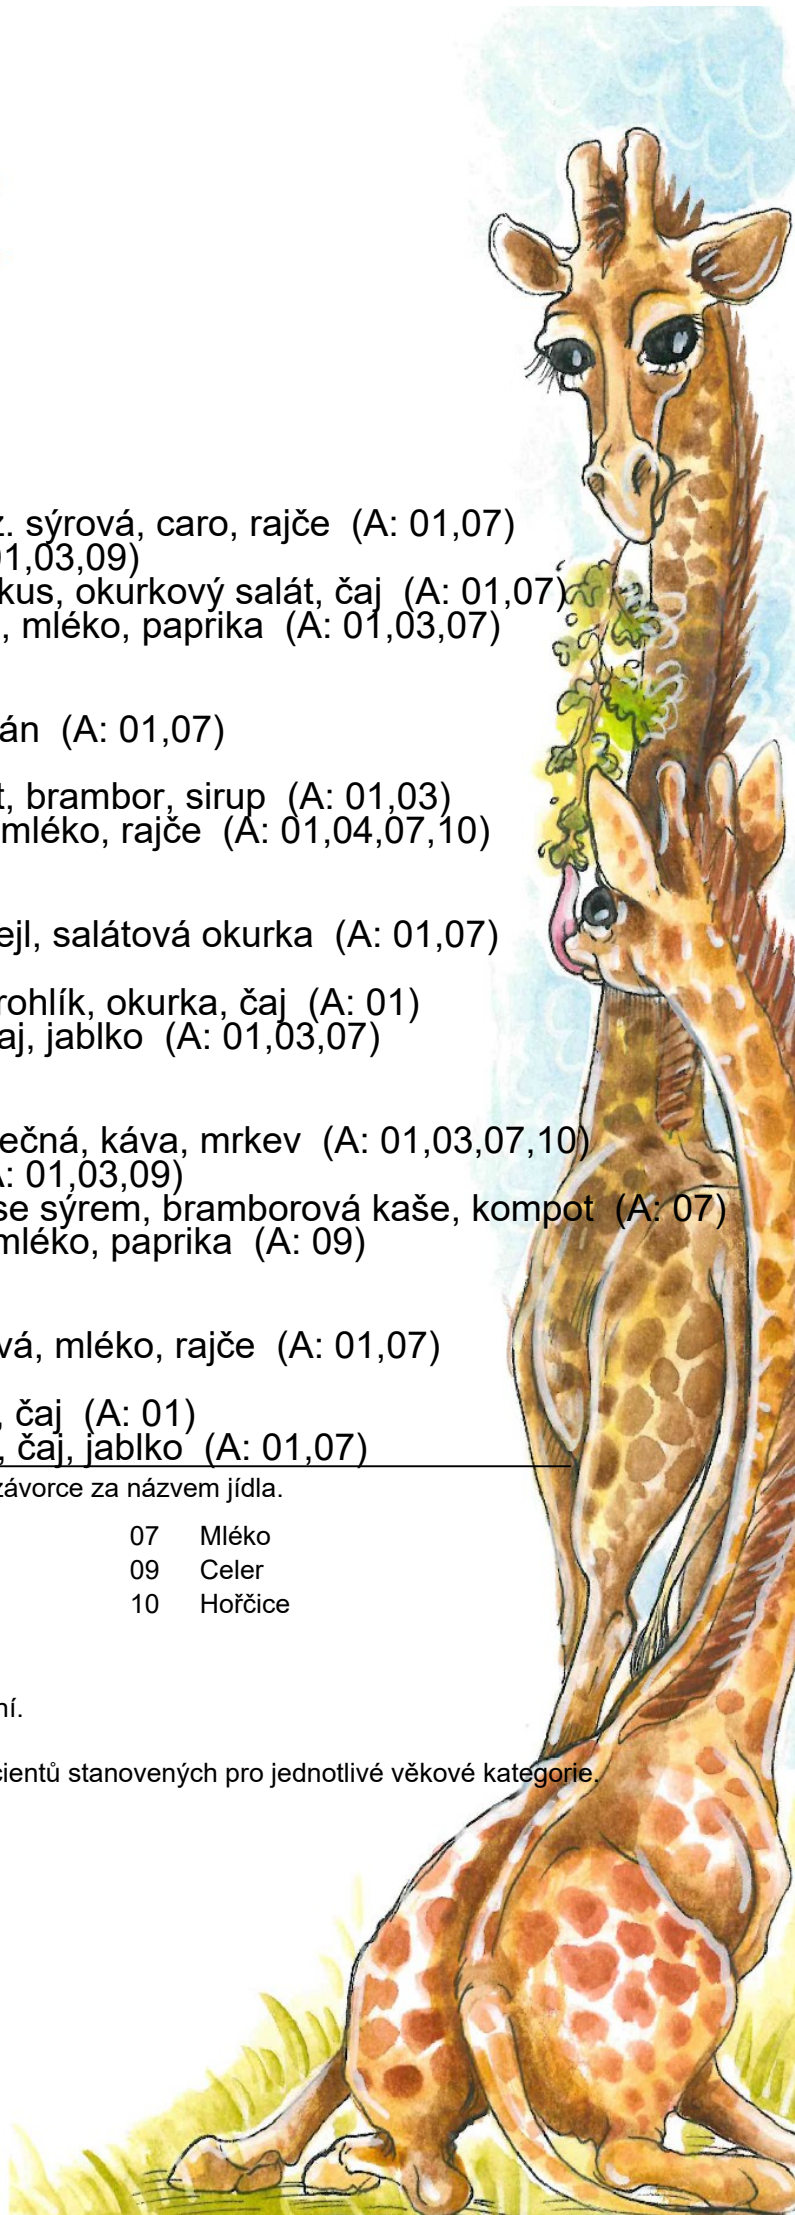 z. sýrová, caro, rajče (A: 01,07)
01,03,09)
kus, okurkový salát, čaj (A: 01,07)
, mléko, paprika (A: 01,03,07)
án (A: 01,07)
t, brambor, sirup (A: 01,03)
mléko, rajče (A: 01,04,07,10)
ejl, salátová okurka (A: 01,07)
rohlík, okurka, čaj (A: 01)
aj, jablko (A: 01,03,07)
ečná, káva, mrkev (A: 01,03,07,10)
A: 01,03,09)
se sýrem, bramborová kaše, kompot (A: 07)
mléko, paprika (A: 09)
vá, mléko, rajče (A: 01,07)
, čaj (A: 01)
, čaj, jablko (A: 01,07)
závorce za názvem jídla.
07 Mléko
09 Celer
10 Hořčice
ní.
cientů stanovených pro jednotlivé věkové kategorie.